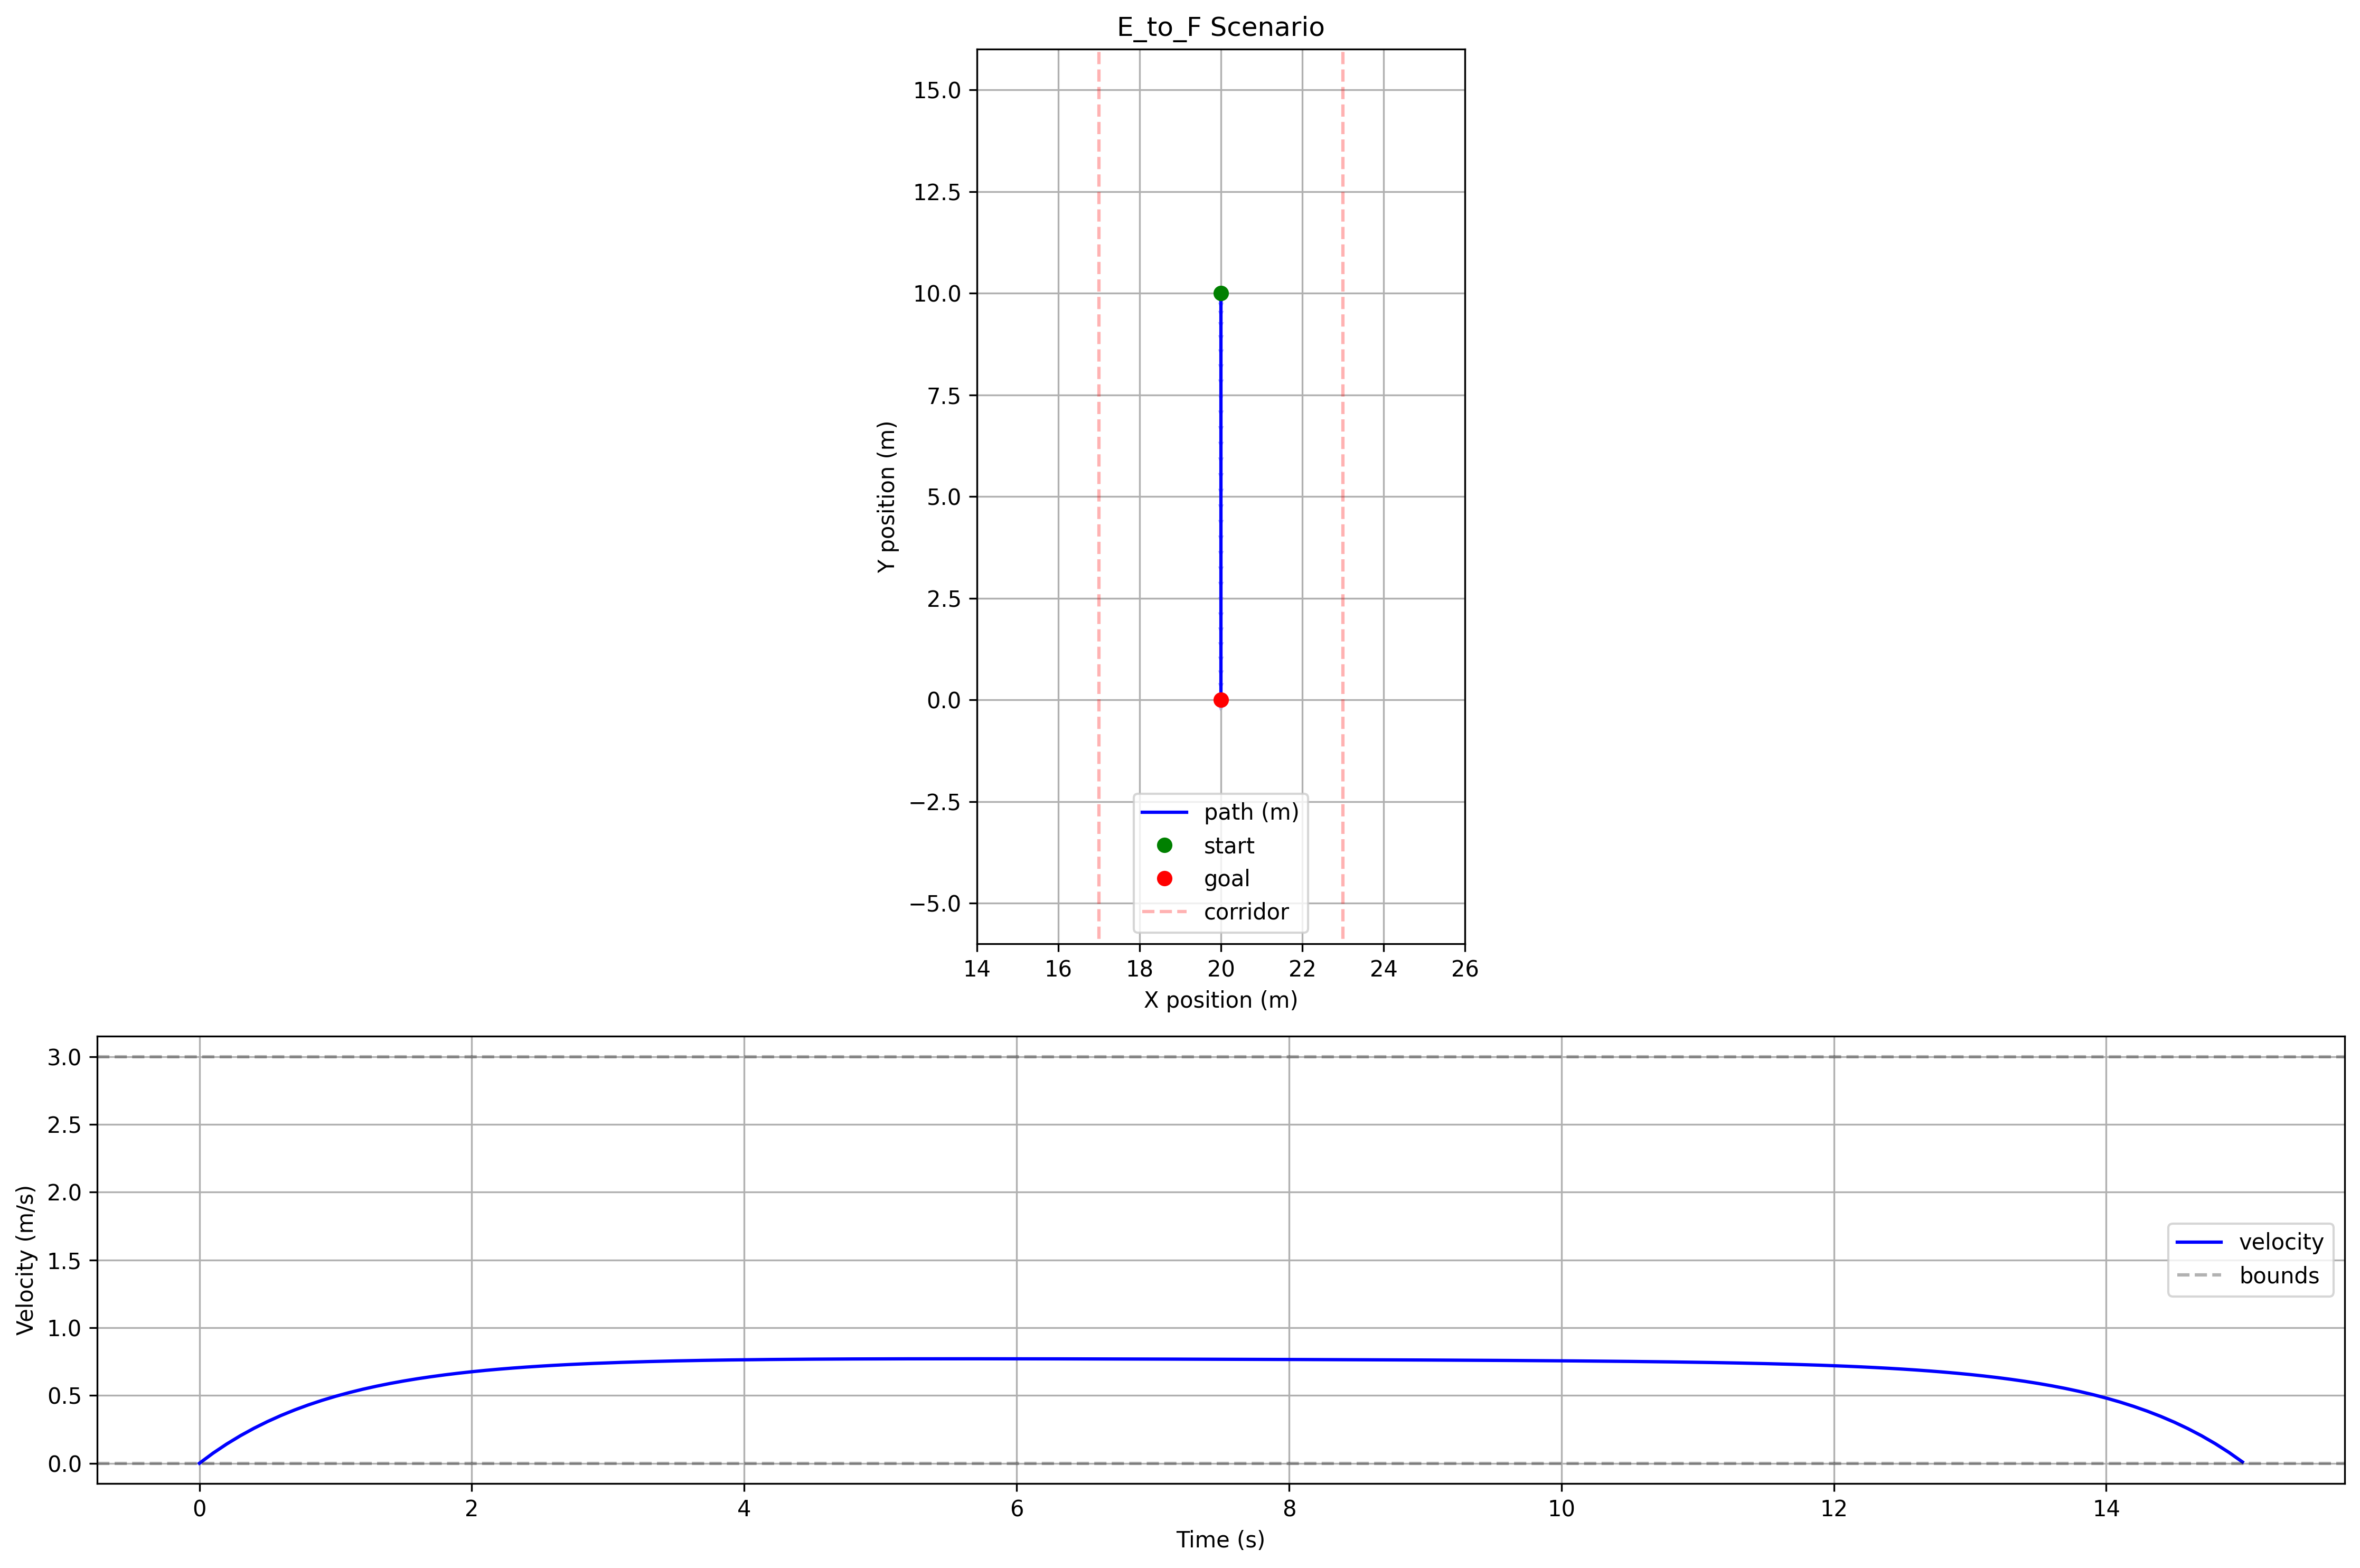 E_to_F Scenario
15.0
12.5
10.0
7.5
5.0
2.5
0.0
−2.5
−5.0
Y position (m)
path (m)
start
goal
corridor
14 16 18 20 22 24 26
X position (m)
3.0
2.5
2.0
1.5
1.0
0.5
0.0
Velocity (m/s)
velocity
bounds
0 2 4 6 8 10 12 14
Time (s)